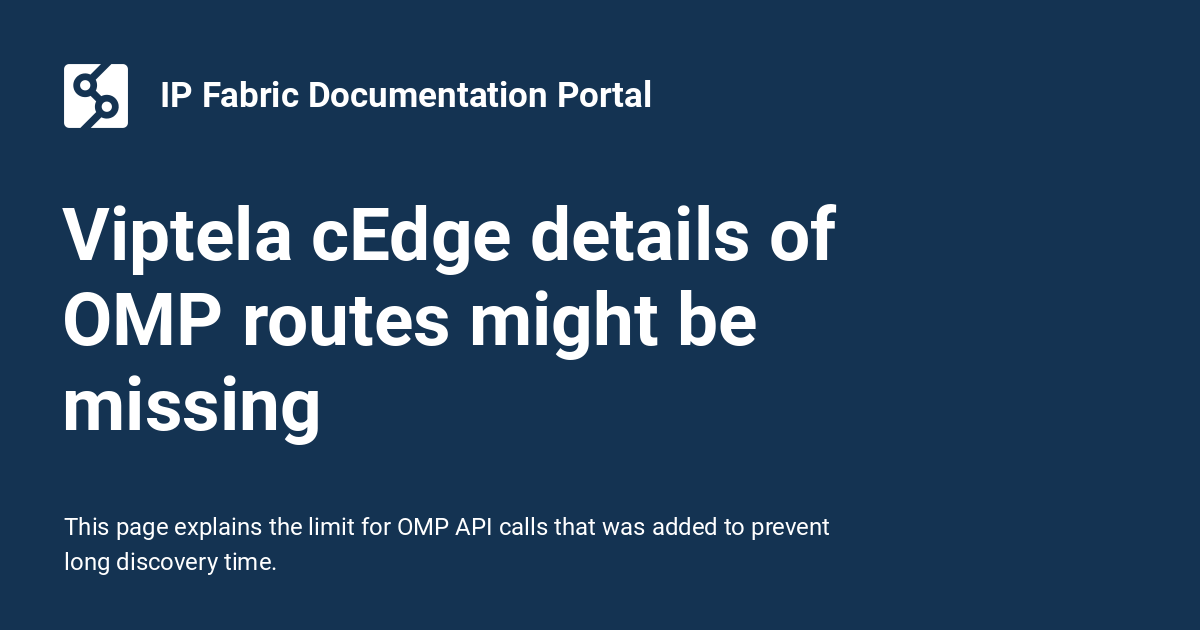 IP Fabric Documentation Portal
Viptela cEdge details of
OMP routes might be
missing
This page explains the limit for OMP API calls that was added to prevent
long discovery time.